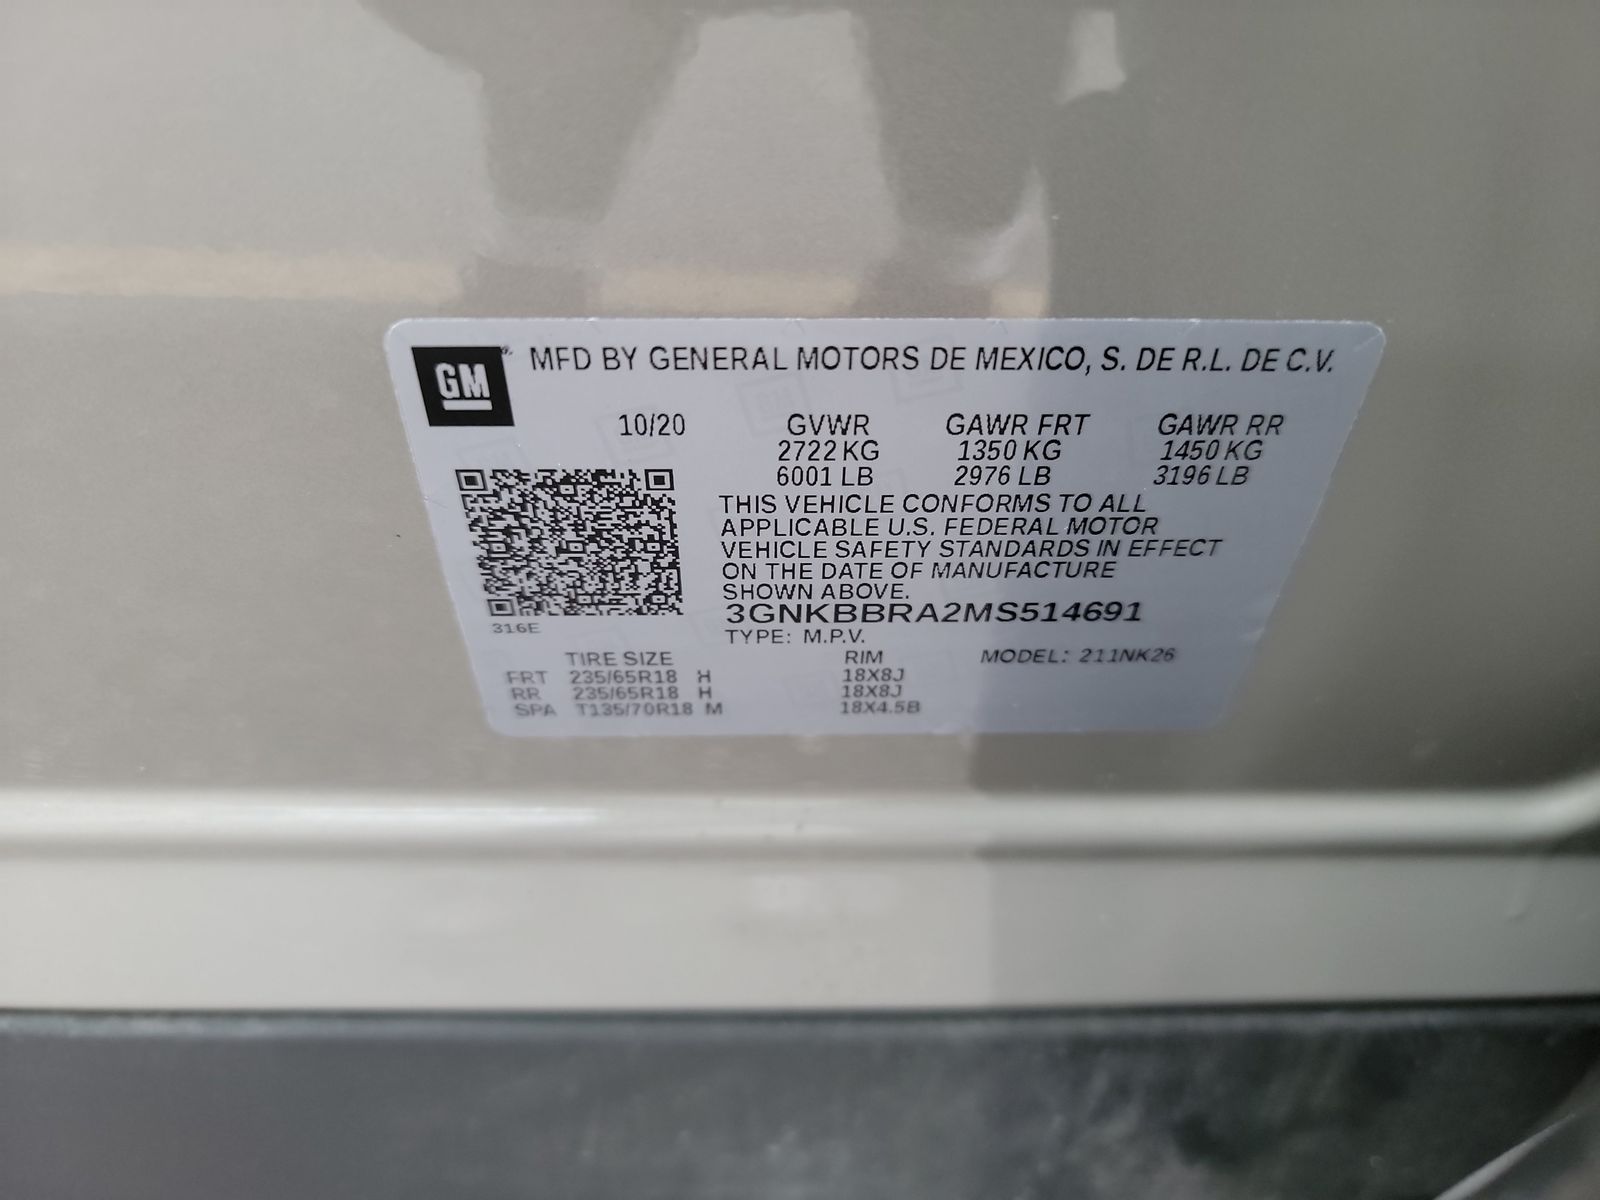 GM MFD BY GENERAL MOTORS DE MEXICO, S. DE R.L. DE C.V.
10/20 GVWR GAWR FRT GAWR RR
2722 KG 1350 KG 1450 KG
6001 LB 2976 LB 3196 LB
THIS VEHICLE CONFORMS TO ALL
APPLICABLE U.S. FEDERAL MOTOR
VEHICLE SAFETY STANDARDS IN EFFECT
ON THE DATE OF MANUFACTURE
SHOWN ABOVE.
3GNKBBRA2MS514691
316E
TYPE: M.P.V.
TIRE SIZE RIM MODEL: 211NK26
FRT 235/65R18 H 18X8J
RR 235/65R18 H 18X8J
SPA T135/70R18 M 18X4.5B